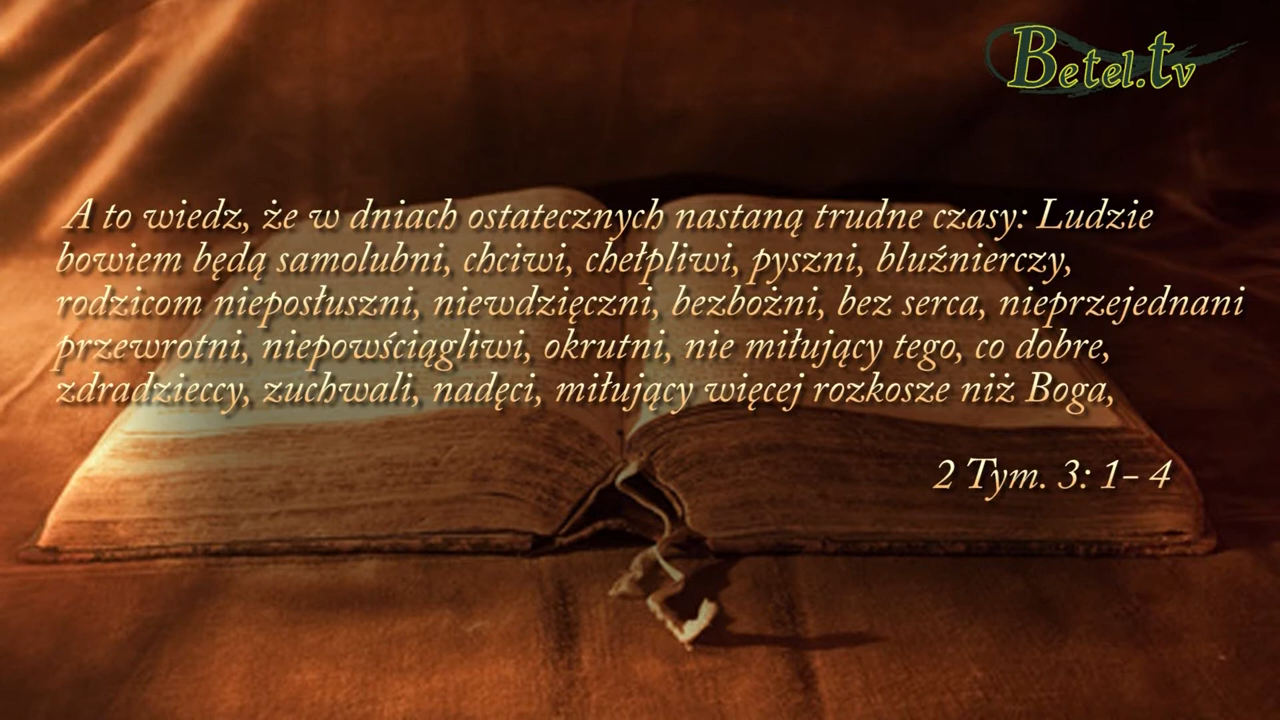 Betel.tv
A to wiedz, że w dniach ostatecznych nastaną trudne czasy: Ludzie
bowiem będą samolubni, chciwi, chełpliwi, pyszni, bluźnierczy,
rodzicom nieposłuszni, niewdzięczni, bezbożni, bez serca, nieprzejednani
przewrotni, niepowściągliwi, okrutni, nie miłujący tego, co dobre,
zdradzieccy, zuchwali, nadęci, miłujący więcej rozkosze niż Boga,
2 Tym. 3: 1- 4